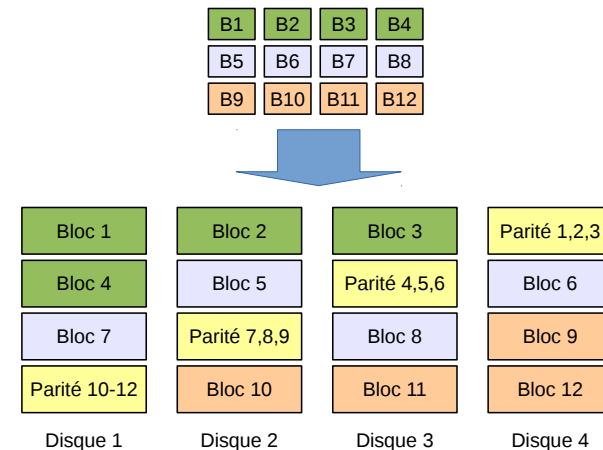 B1 B2 B3 B4
B5 B6 B7 B8
B9 B10 B11 B12
Bloc 1 Bloc 2 Bloc 3 Parité 1,2,3
Bloc 4 Bloc 5 Parité 4,5,6 Bloc 6
Bloc 7 Parité 7,8,9 Bloc 8 Bloc 9
Parité 10-12 Bloc 10 Bloc 11 Bloc 12
Disque 1 Disque 2 Disque 3 Disque 4